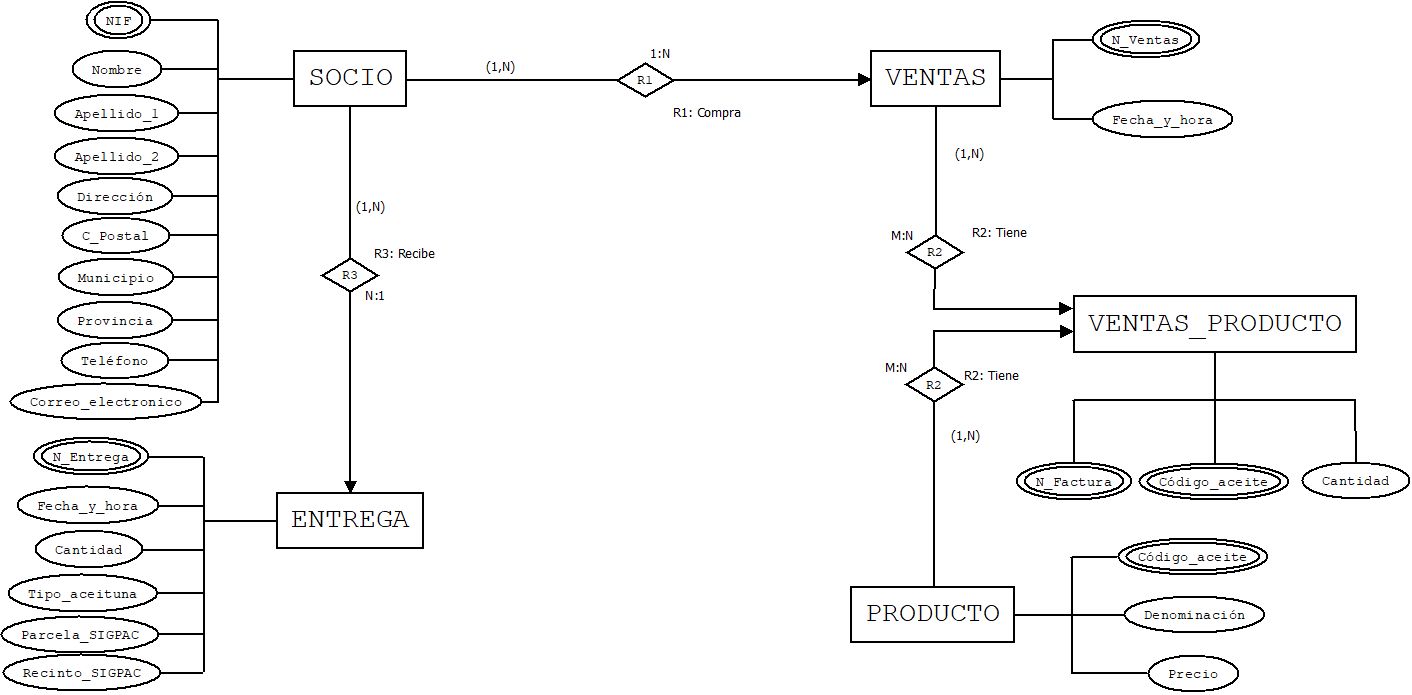 NIF
Nombre
Apellido_1
Apellido_2
Dirección
C_Postal
Municipio
Provincia
Teléfono
Correo_electronico
SOCIO
(1,N)
1:N
R1
R1: Compra
VENTAS
N_Ventas
Fecha_y_hora
(1,N)
R3: Recibe
R3
N:1
(1,N)
M:N
R2: Tiene
R2
VENTAS_PRODUCTO
M:N
R2: Tiene
R2
(1,N)
N_Factura
Código_aceite
Cantidad
N_Entrega
Fecha_y_hora
Cantidad
Tipo_aceituna
Parcela_SIGPAC
Recinto_SIGPAC
ENTREGA
PRODUCTO
Código_aceite
Denominación
Precio